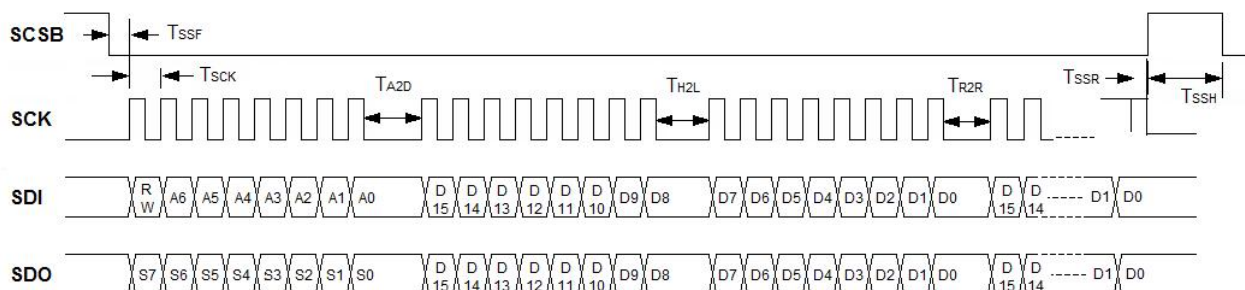 SCSB TSSF
TSCK TA2D TH2L TR2R TSSR TSSH
SCK
SDI R W A6 A5 A4 A3 A2 A1 A0 D 15 D 14 D 13 D 12 D 11 D 10 D9 D8 D7 D6 D5 D4 D3 D2 D1 D0 D 15 D 14 D1 D0
SDO S7 S6 S5 S4 S3 S2 S1 S0 D 15 D 14 D 13 D 12 D 11 D 10 D9 D8 D7 D6 D5 D4 D3 D2 D1 D0 D 15 D 14 D1 D0